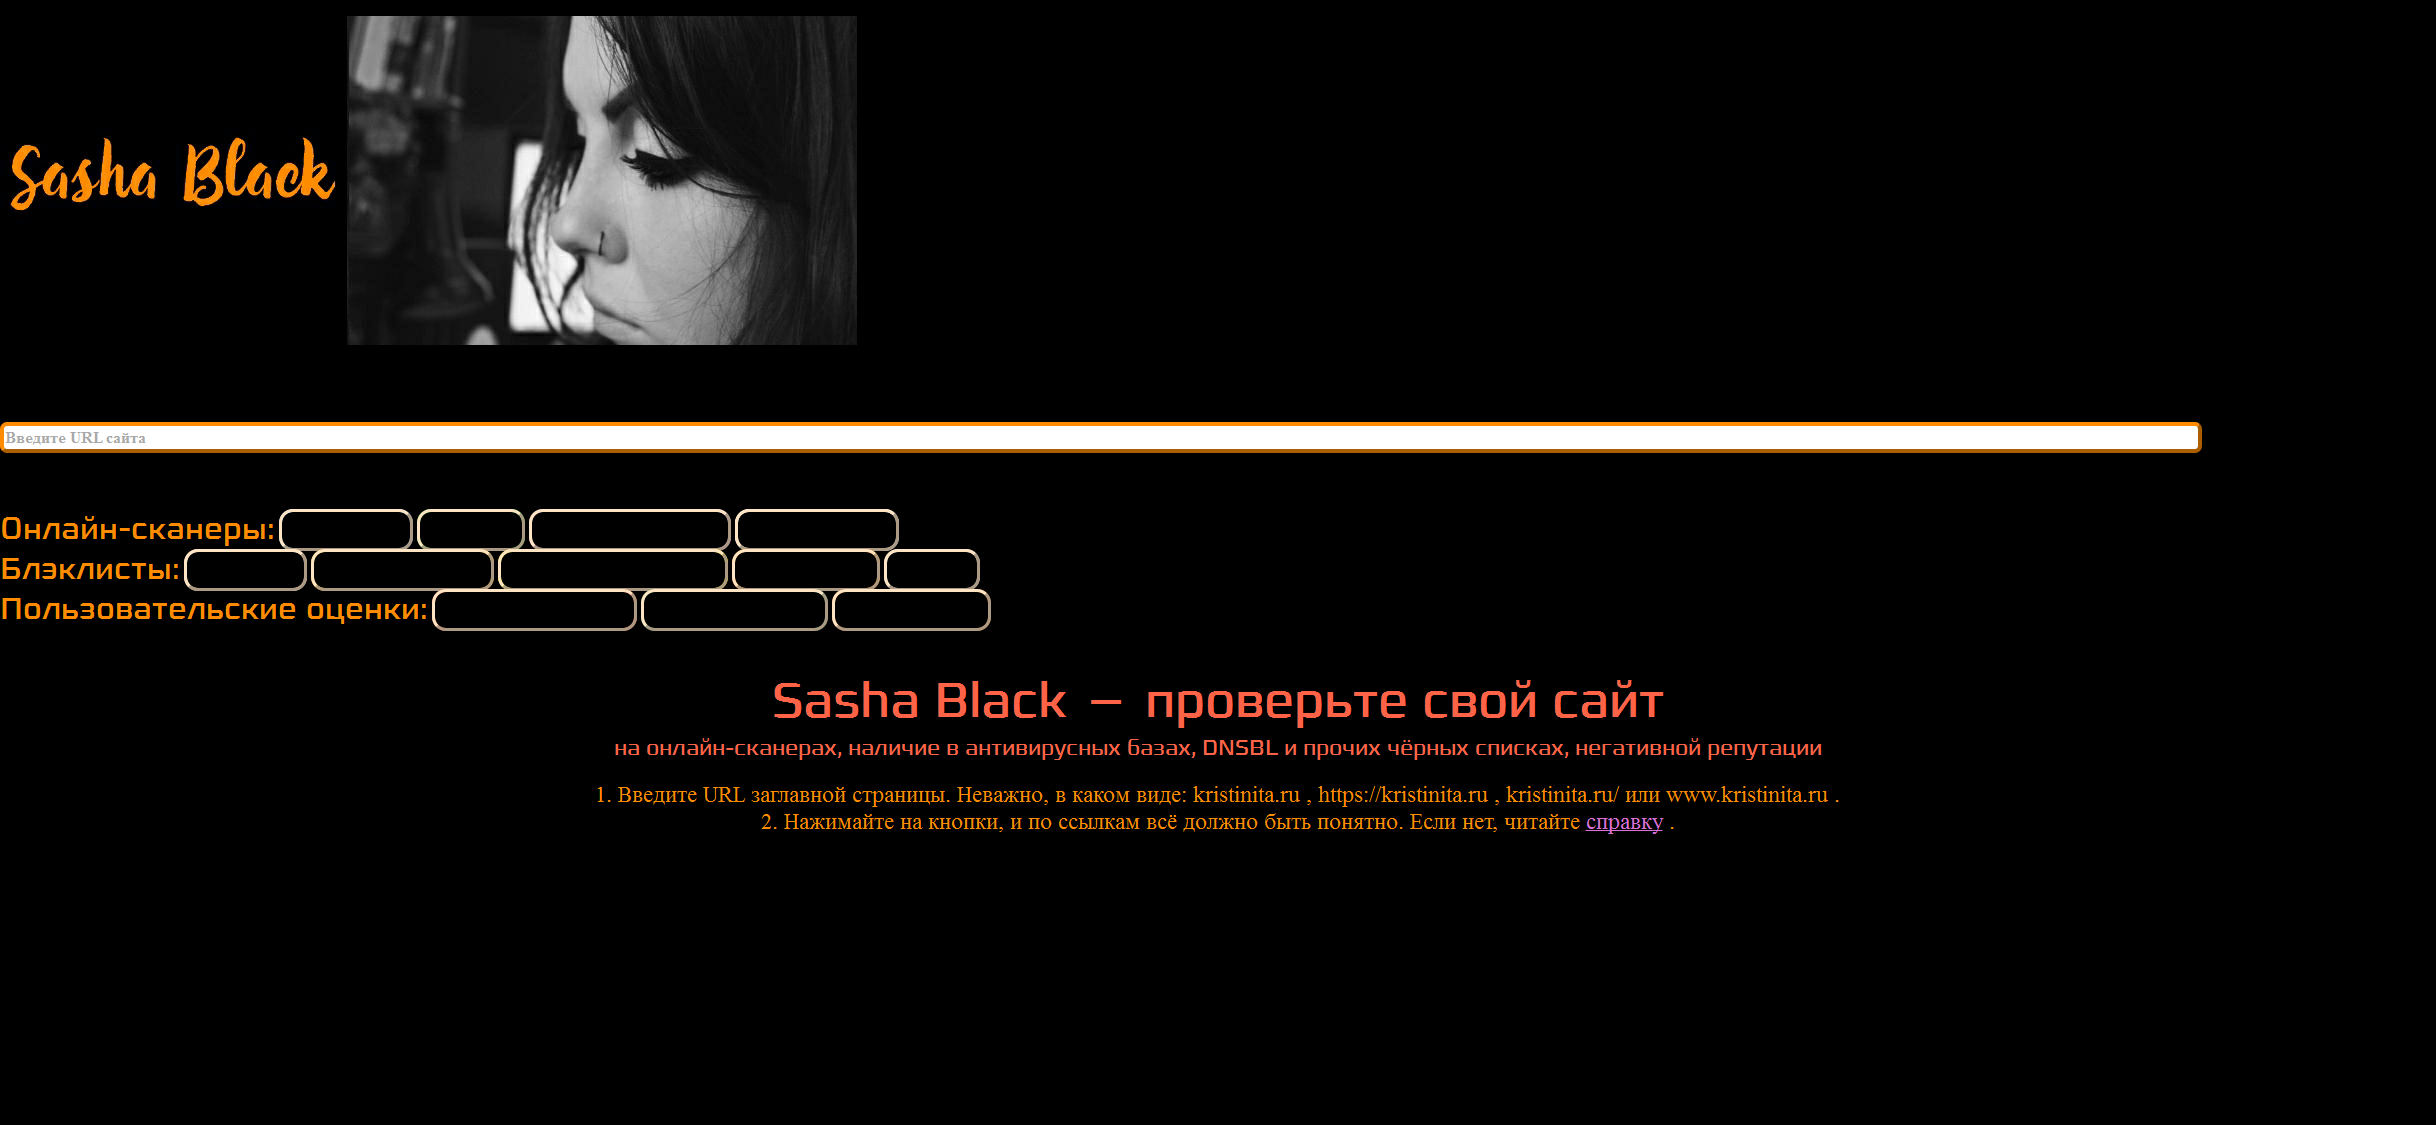 Sasha Black
Введите URL сайта
Онлайн-сканеры:
Блэклисты:
Пользовательские оценки:
Sasha Black — проверьте свой сайт
на онлайн-сканерах, наличие в антивирусных базах, DNSBL и прочих чёрных списках, негативной репутации
1. Введите URL заглавной страницы. Неважно, в каком виде: kristinita.ru , https://kristinita.ru , kristinita.ru/ или www.kristinita.ru .
2. Нажимайте на кнопки, и по ссылкам всё должно быть понятно. Если нет, читайте справку .